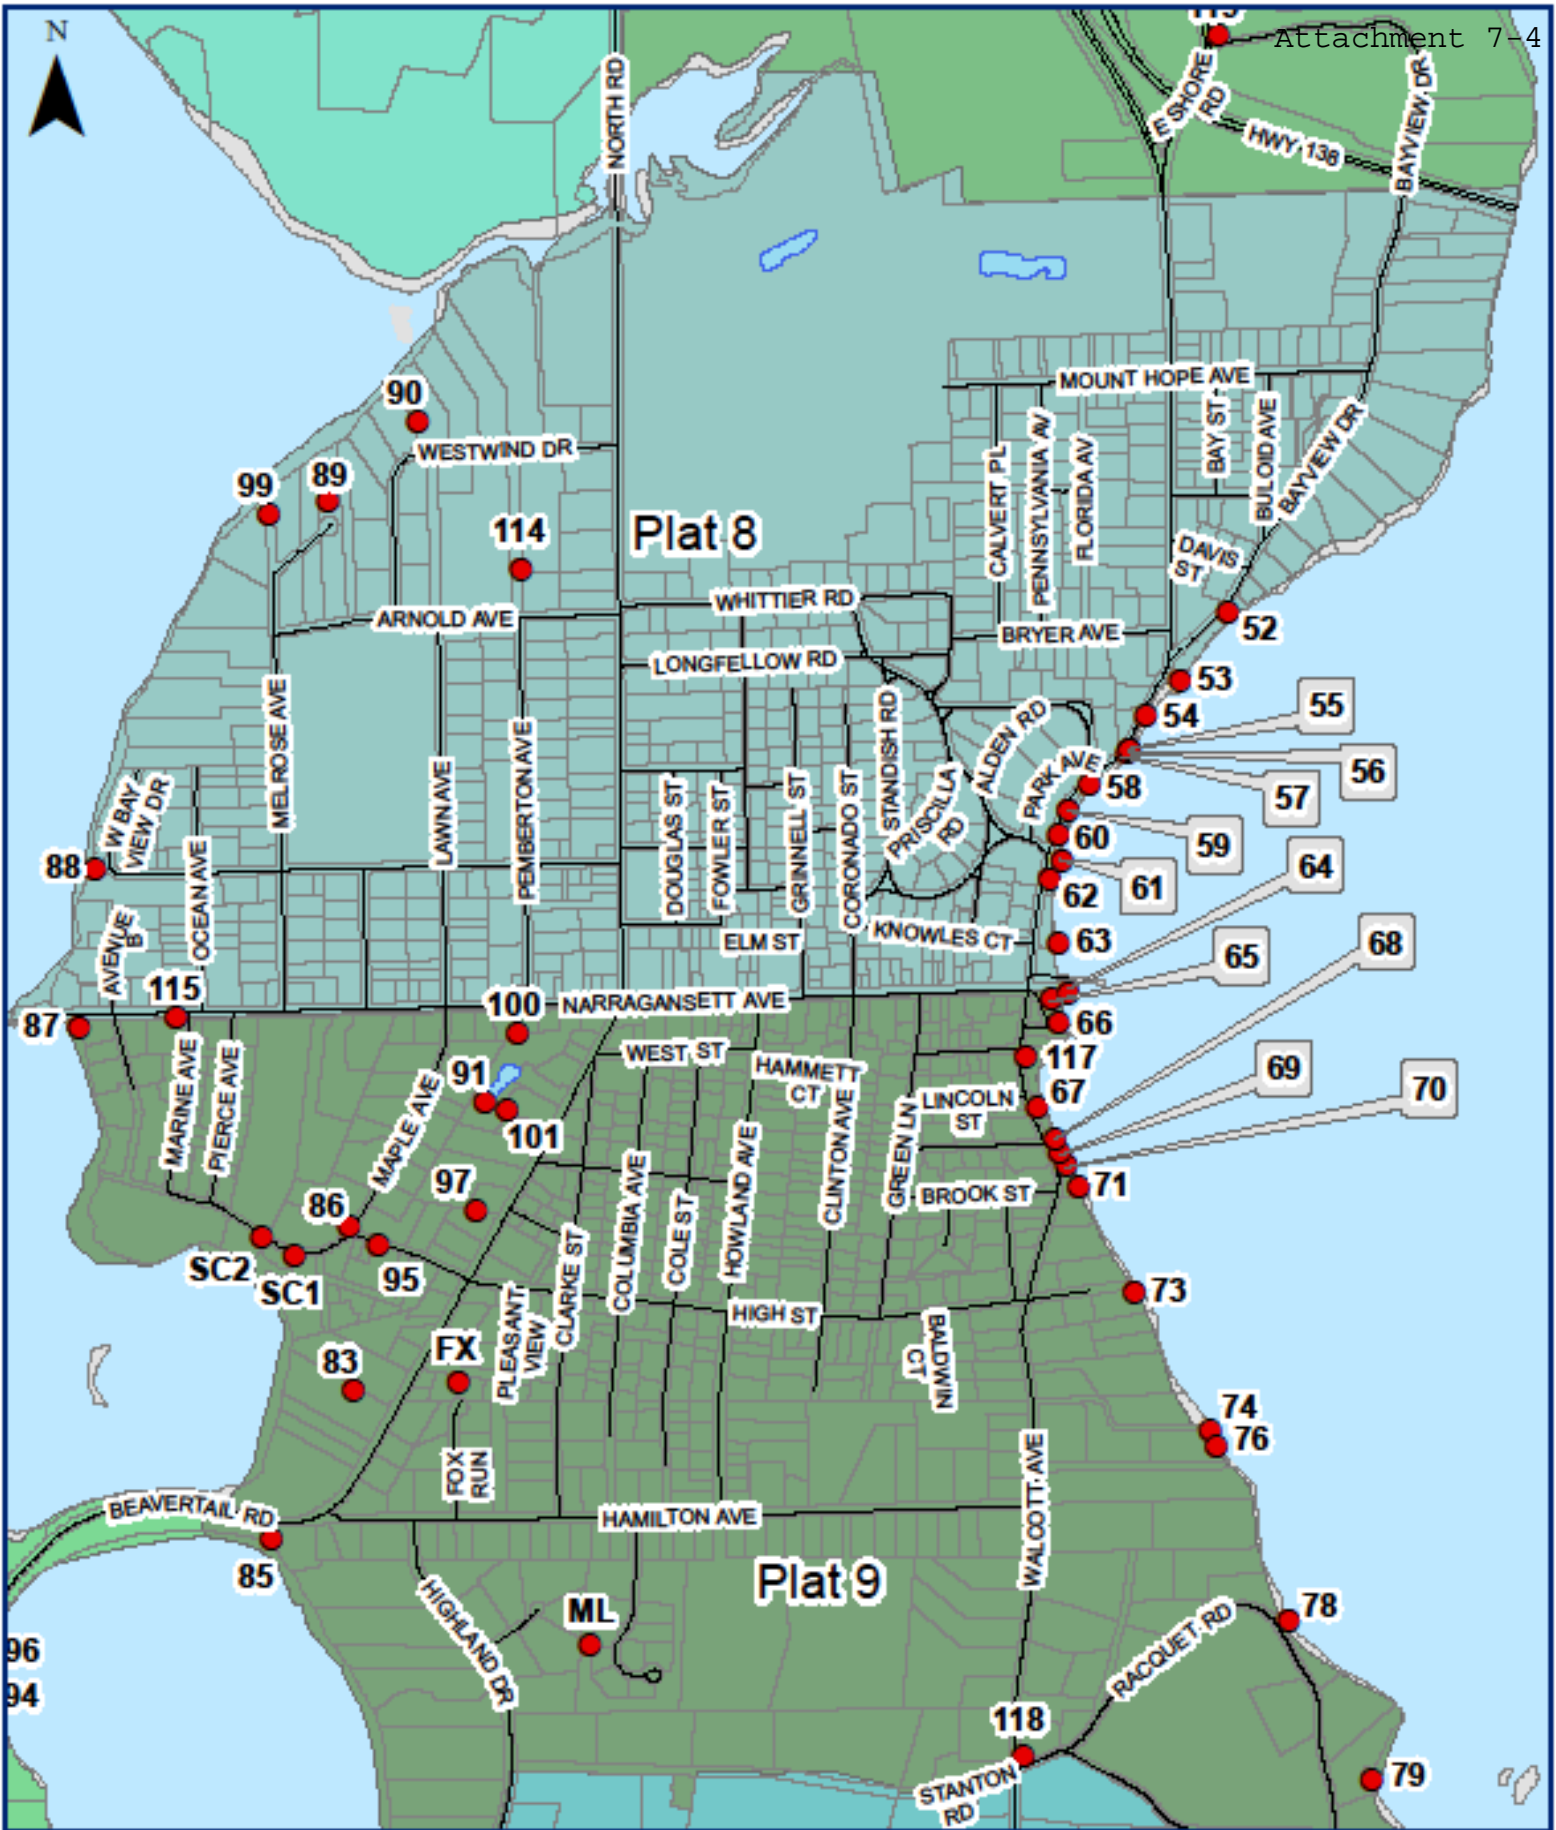 N
113
Attachment 7-4
NORTH RD
E SHORE
RD
HWY 138
BAYVIEW DR
90
WESTWIND DR
MOUNT HOPE AVE
CALVERT PL
PENNSYLVANIA AV
FLORIDA AV
BAY ST
BULOID AVE
BAYVIEW DR
99
89
114
Plat 8
DAVIS
ST
ARNOLD AVE
WHITTIER RD
BRYER AVE
52
LONGFELLOW RD
53
54
55
56
57
58
59
60
61
62
63
64
65
66
117
67
68
69
70
71
MELROSE AVE
LAWN AVE
PEMBERTON AVE
DOUGLAS ST
FOWLER ST
GRINNELL ST
CORONADO ST
STANDISH RD
PRISCILLA
RD
ALDEN RD
PARK AVE
W BAY
VIEW DR
OCEAN AVE
88
AVENUE
B
ELM ST
KNOWLES CT
115
87
100
NARRAGANSETT AVE
WEST ST
HAMMETT
CT
91
101
MARINE AVE
PIERCE AVE
MAPLE AVE
LINCOLN
ST
GREEN LN
CLINTON AVE
HOWLAND AVE
COLE ST
COLUMBIA AVE
CLARKE ST
BROOK ST
97
86
95
SC2
SC1
HIGH ST
73
BALDWIN
CT
PLEASANT
VIEW
83
FX
FOX
RUN
74
76
WALCOTT AVE
BEAVERTAIL RD
HAMILTON AVE
85
Plat 9
HIGHLAND DR
ML
96
94
78
RACQUET RD
118
STANTON
RD
79